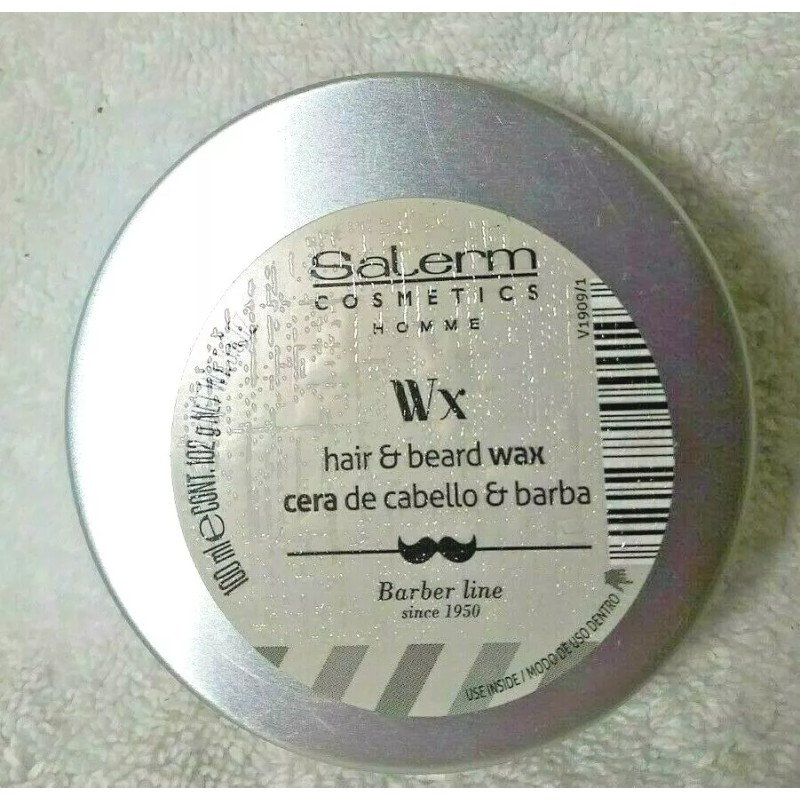 Salerm
COSMETICS
HOMME
V1909/1
Wx
hair & beard wax
cera de cabello & barba
100 ml e CONT. 102 g.
Barber line
since 1950
USE INSIDE / MODO DE USO DENTRO